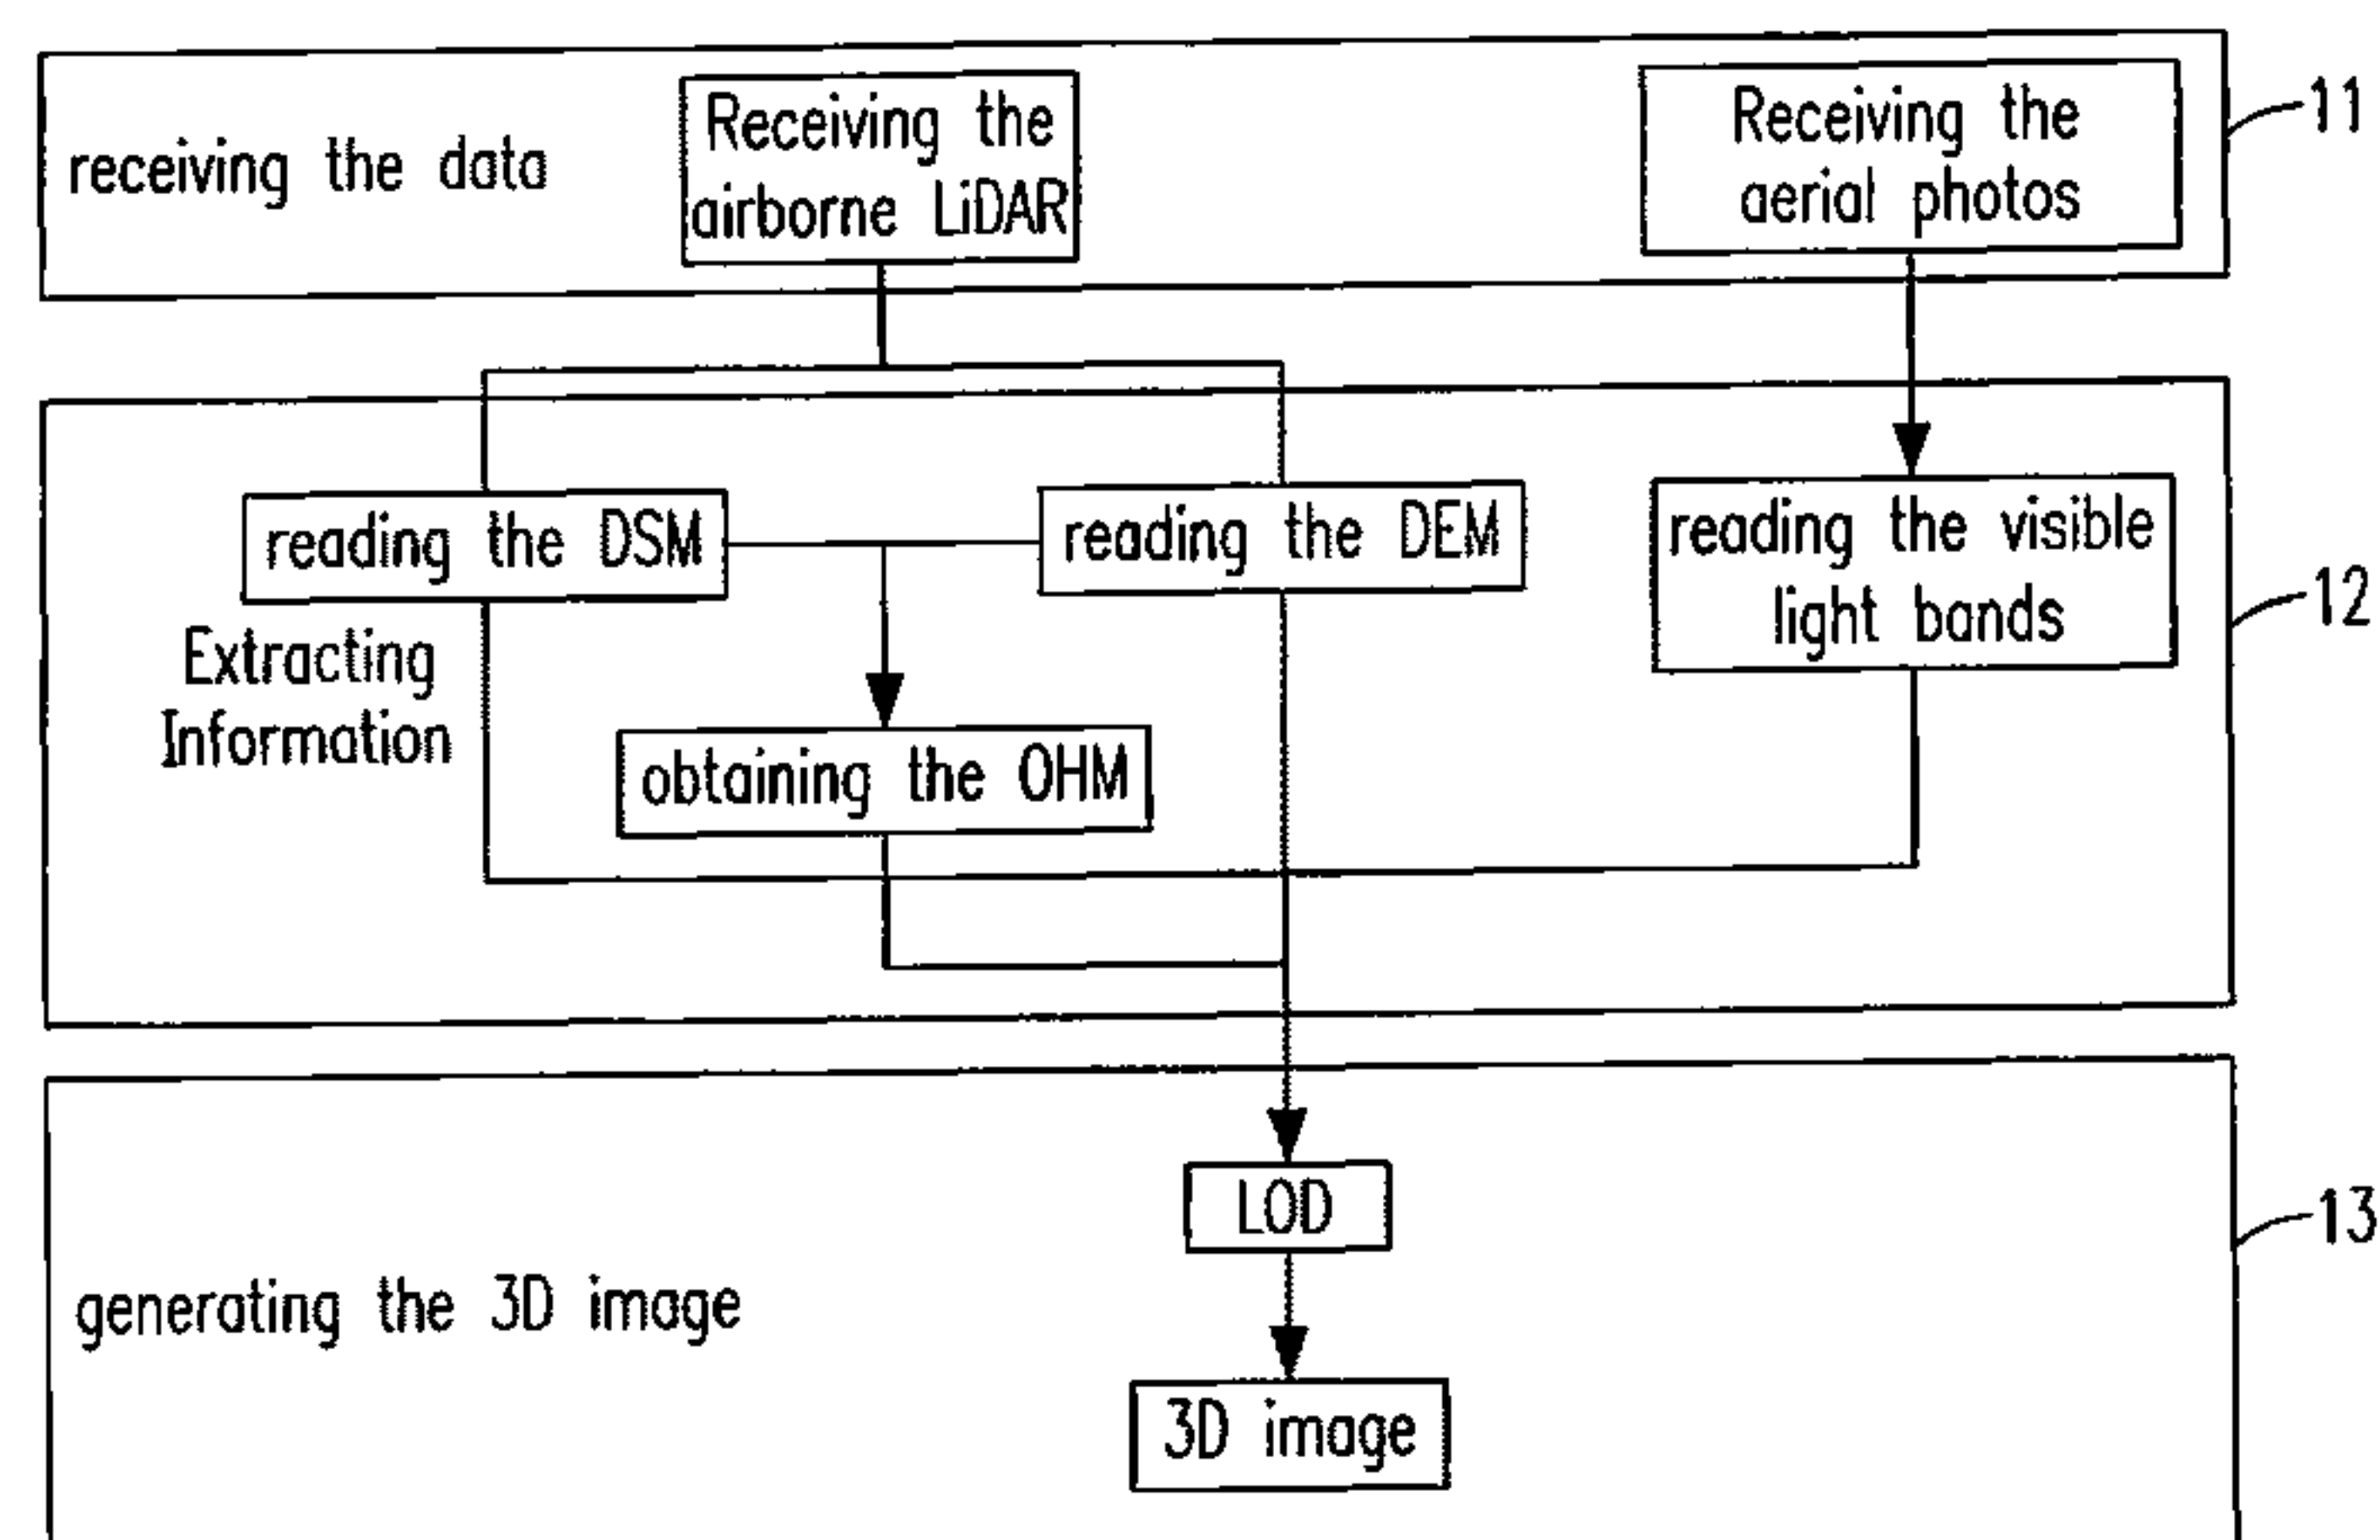 receiving the data
Receiving the
airborne LiDAR
Receiving the
aerial photos
11
reading the DSM
reading the DEM
reading the visible
light bands
12
Extracting
Information
obtaining the OHM
LOD
13
generating the 3D image
3D image